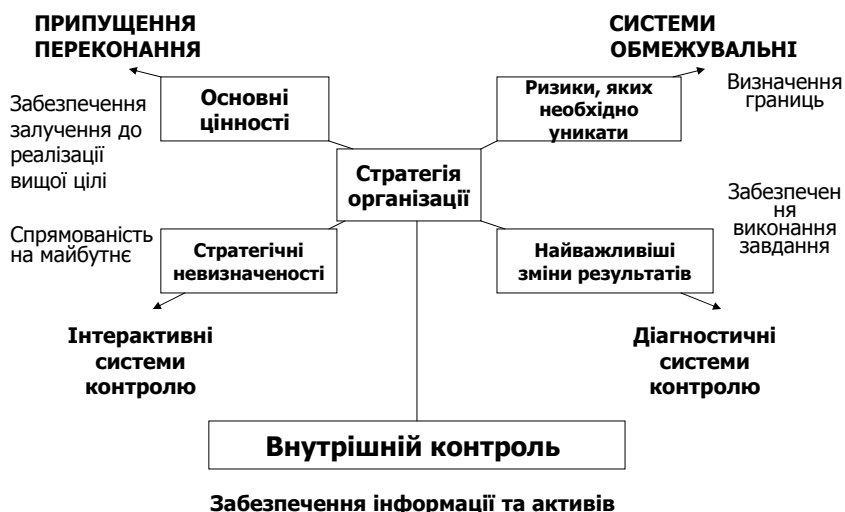 ПРИПУЩЕННЯ
ПЕРЕКОНАННЯ
СИСТЕМИ
ОБМЕЖУВАЛЬНІ
Основні
цінності
Ризики, яких
необхідно
уникати
Визначення
границь
Забезпечення
залучення до
реалізації
вищої цілі
Стратегія
організації
Забезпечен
ня
виконання
завдання
Спрямованість
на майбутнє
Стратегічні
невизначеності
Найважливіші
зміни результатів
Інтерактивні
системи
контролю
Діагностичні
системи
контролю
Внутрішній контроль
Забезпечення інформації та активів